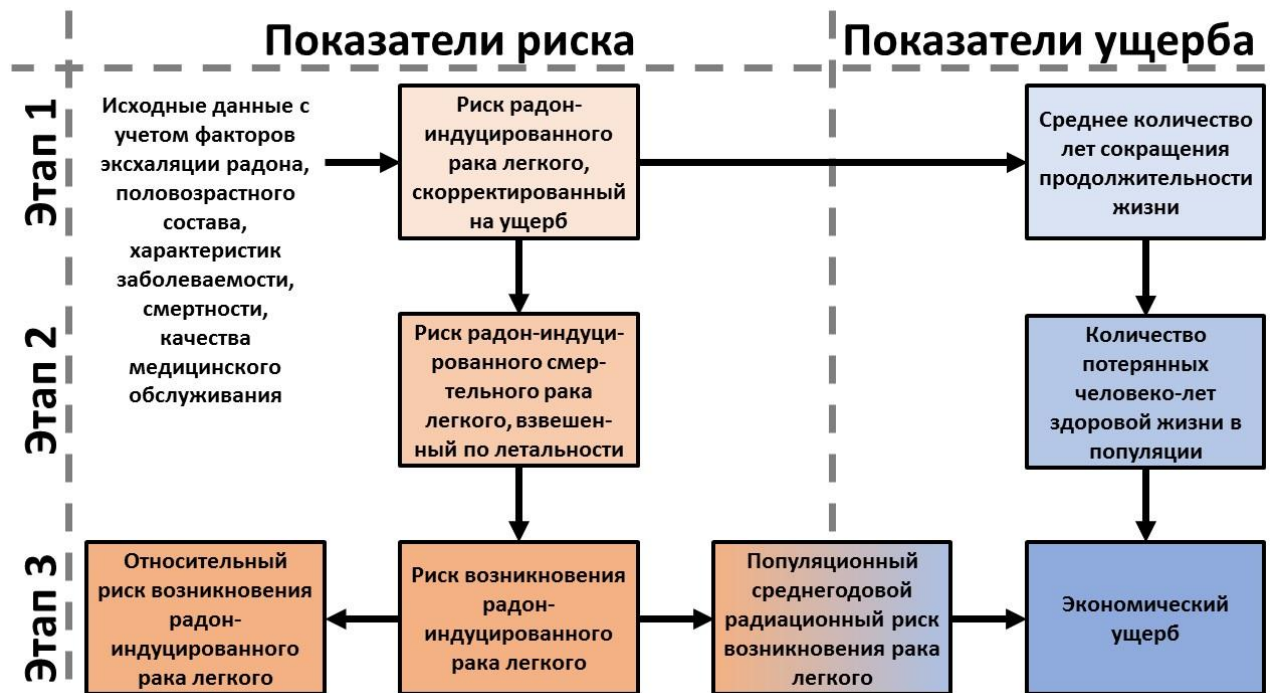 Показатели риска
Показатели ущерба
Этап 1
Исходные данные с
учетом факторов
эксхаляции радона,
половозрастного
состава,
характеристик
заболеваемости,
смертности,
качества
медицинского
обслуживания
Риск радон-
индуцированного
рака легкого,
скорректированный
на ущерб
Среднее количество
лет сокращения
продолжительности
жизни
Этап 2
Риск радон-индуци-
рованного смер-
тельного рака
легкого, взвешен-
ный по летальности
Количество
потерянных
человеко-лет
здоровой жизни в
популяции
Этап 3
Относительный
риск возникновения
радон-
индуцированного
рака легкого
Риск возникновения
радон-
индуцированного
рака легкого
Популяционный
среднегодовой
радиационный риск
возникновения рака
легкого
Экономический
ущерб